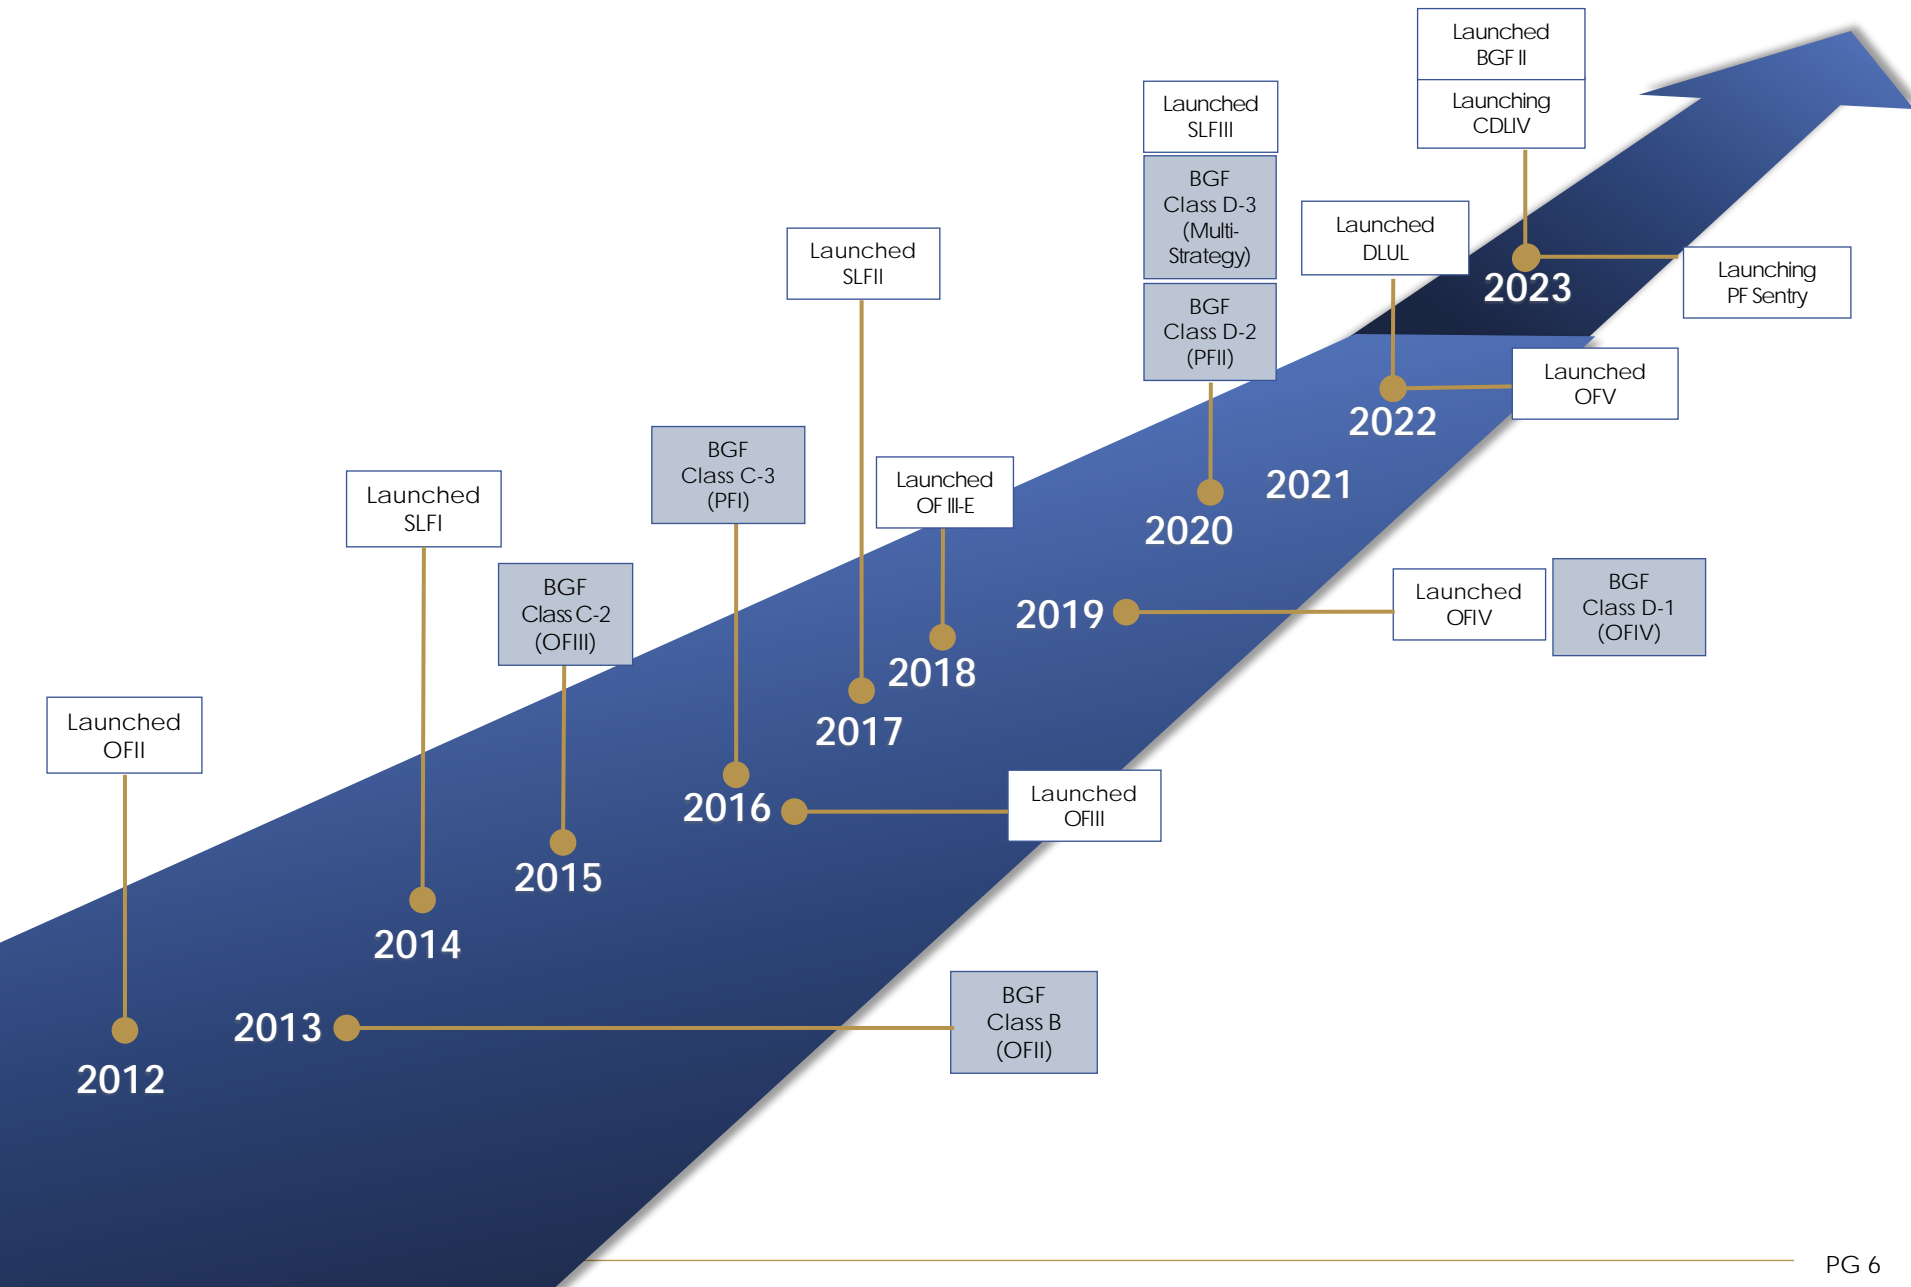 Launched
BGF II
Launching
CDLIV
Launched
SLFIII
BGF
Class D-3
(Multi-
Strategy)
BGF
Class D-2
(PFII)
Launched
DLUL
2023
Launching
PF Sentry
Launched
SLFII
Launched
OFV
2022
BGF
Class C-3
(PFI)
Launched
OF III-E
2021
2020
Launched
SLFI
BGF
Class C-2
(OFIII)
2019
Launched
OFIV
BGF
Class D-1
(OFIV)
2018
2017
Launched
OFII
2016
Launched
OFIII
2015
2014
BGF
Class B
(OFII)
2013
2012
PG 6